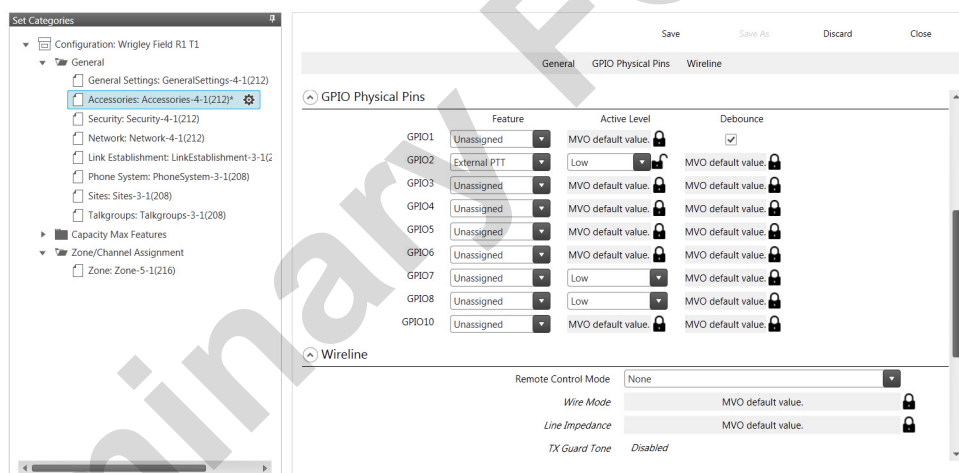 Set Categories
Configuration: Wrigley Field R1 T1
General
General Settings: GeneralSettings-4-1(212)
Accessories: Accessories-4-1(212)*
Security: Security-4-1(212)
Network: Network-4-1(212)
Link Establishment: LinkEstablishment-3-1(2
Phone System: PhoneSystem-3-1(208)
Sites: Sites-3-1(208)
Talkgroups: Talkgroups-3-1(208)
Capacity Max Features
Zone/Channel Assignment
Zone: Zone-5-1(216)
Save Save As Discard Close
General GPIO Physical Pins Wireline
GPIO Physical Pins
Feature Active Level Debounce
GPIO1 Unassigned MVO default value.
GPIO2 External PTT Low MVO default value.
GPIO3 Unassigned MVO default value. MVO default value.
GPIO4 Unassigned MVO default value. MVO default value.
GPIO5 Unassigned MVO default value. MVO default value.
GPIO6 Unassigned MVO default value. MVO default value.
GPIO7 Unassigned Low MVO default value.
GPIO8 Unassigned Low MVO default value.
GPIO10 Unassigned MVO default value. MVO default value.
Wireline
Remote Control Mode None
Wire Mode MVO default value.
Line Impedance MVO default value.
TX Guard Tone Disabled
minary F